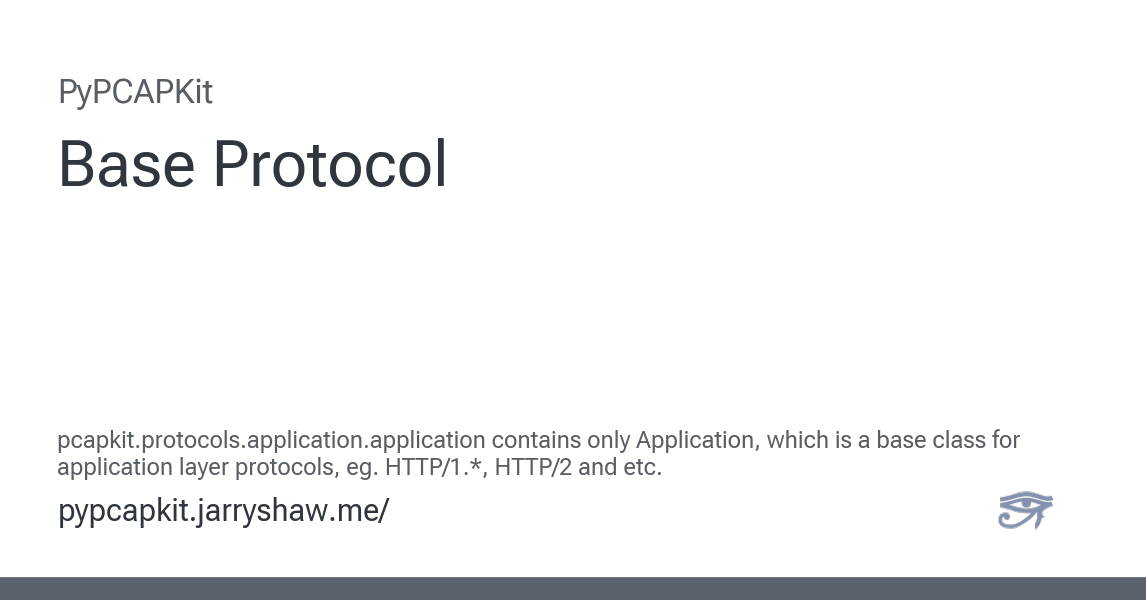 PyPCAPKit
Base Protocol
pcapkit.protocols.application.application contains only Application, which is a base class for
application layer protocols, eg. HTTP/1.*, HTTP/2 and etc.
pypcapkit.jarryshaw.me/